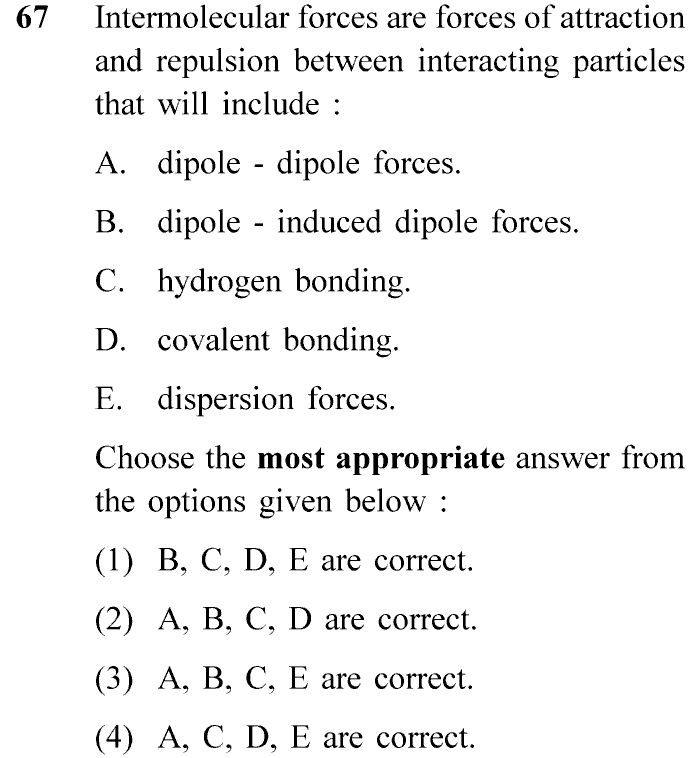 67 Intermolecular forces are forces of attraction
and repulsion between interacting particles
that will include :
A. dipole - dipole forces.
B. dipole - induced dipole forces.
C. hydrogen bonding.
D. covalent bonding.
E. dispersion forces.
Choose the most appropriate answer from
the options given below :
(1) B, C, D, E are correct.
(2) A, B, C, D are correct.
(3) A, B, C, E are correct.
(4) A, C, D, E are correct.